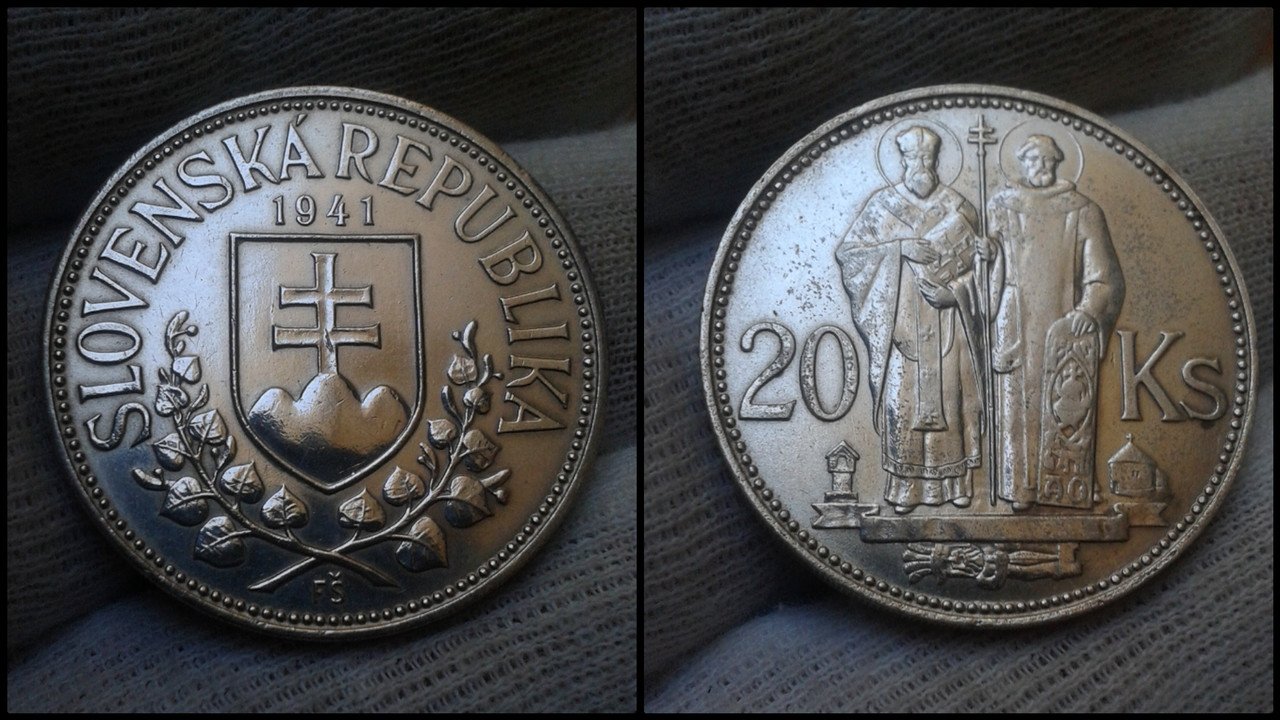 SLOVENSKÁ REPUBLIKA
1941
FŠ
20 Ks